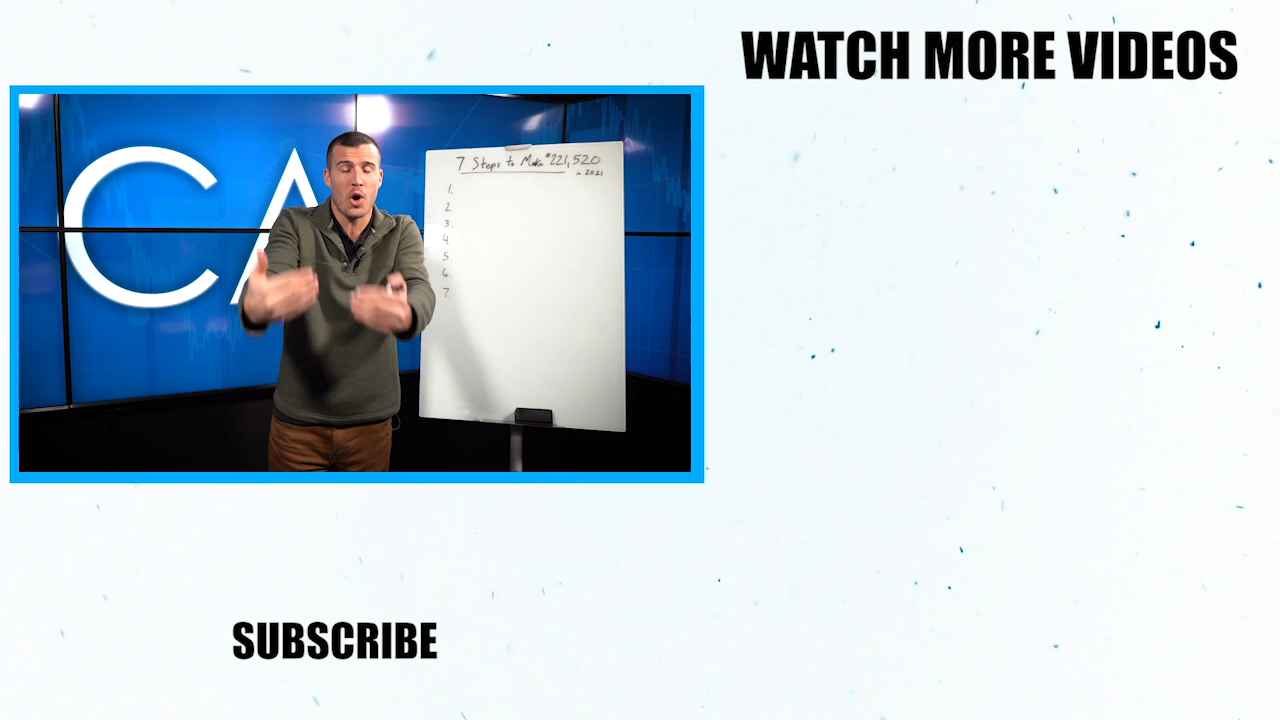 WATCH MORE VIDEOS
CA
7 Steps to Make $221,520
in 2021
1.
2
3.
4.
5.
6.
7.
SUBSCRIBE